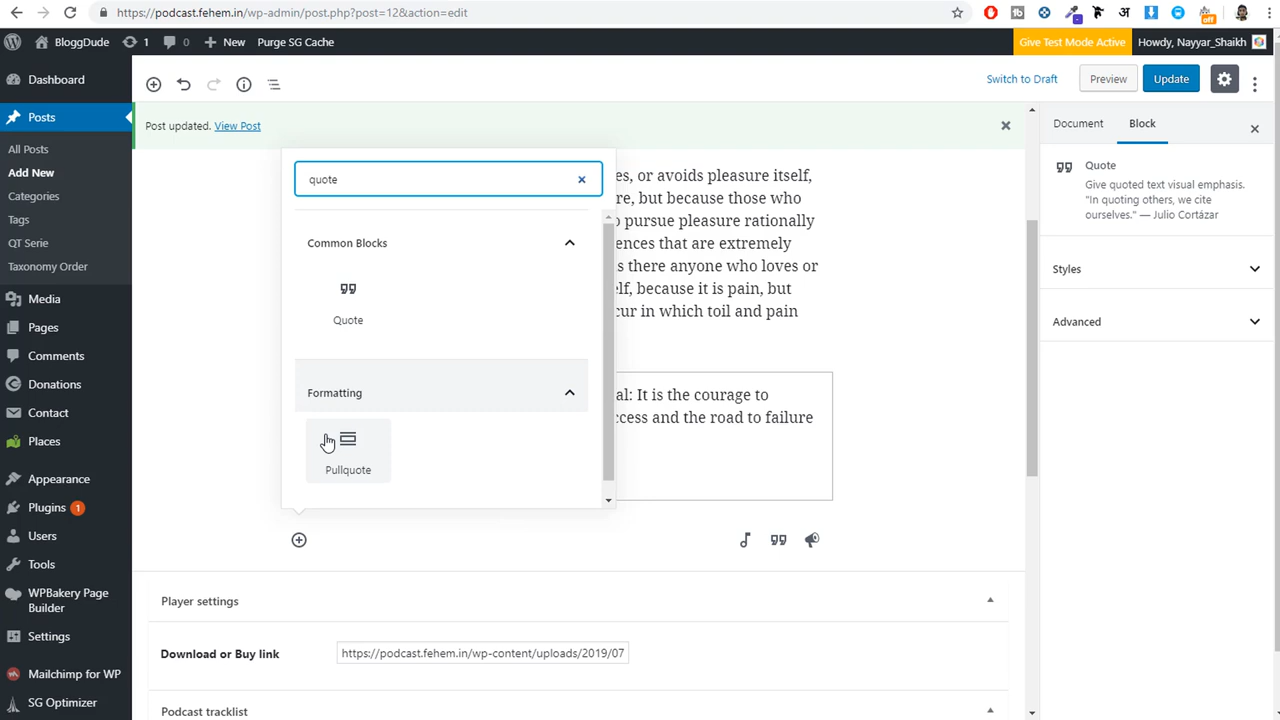 https://podcast.fehem.in/wp-admin/post.php?post=12&action=edit
BloggDude
1
0
New
Purge SG Cache
Give Test Mode Active
Howdy, Nayyar_Shaikh
Dashboard
Posts
All Posts
Add New
Categories
Tags
QT Serie
Taxonomy Order
Media
Pages
Comments
Donations
Contact
Places
Appearance
Plugins 1
Users
Tools
WPBakery Page
Builder
Settings
Mailchimp for WP
SG Optimizer
Switch to Draft
Preview
Update
Post updated. View Post
quote
Common Blocks
Quote
Formatting
Pullquote
es, or avoids pleasure itself,
re, but because those who
o pursue pleasure rationally
ences that are extremely
s there anyone who loves or
elf, because it is pain, but
cur in which toil and pain
al: It is the courage to
ccess and the road to failure
Player settings
Download or Buy link
https://podcast.fehem.in/wp-content/uploads/2019/07
Podcast tracklist
Document
Block
Quote
Give quoted text visual emphasis.
"In quoting others, we cite
ourselves." — Julio Cortázar
Styles
Advanced
off
अ